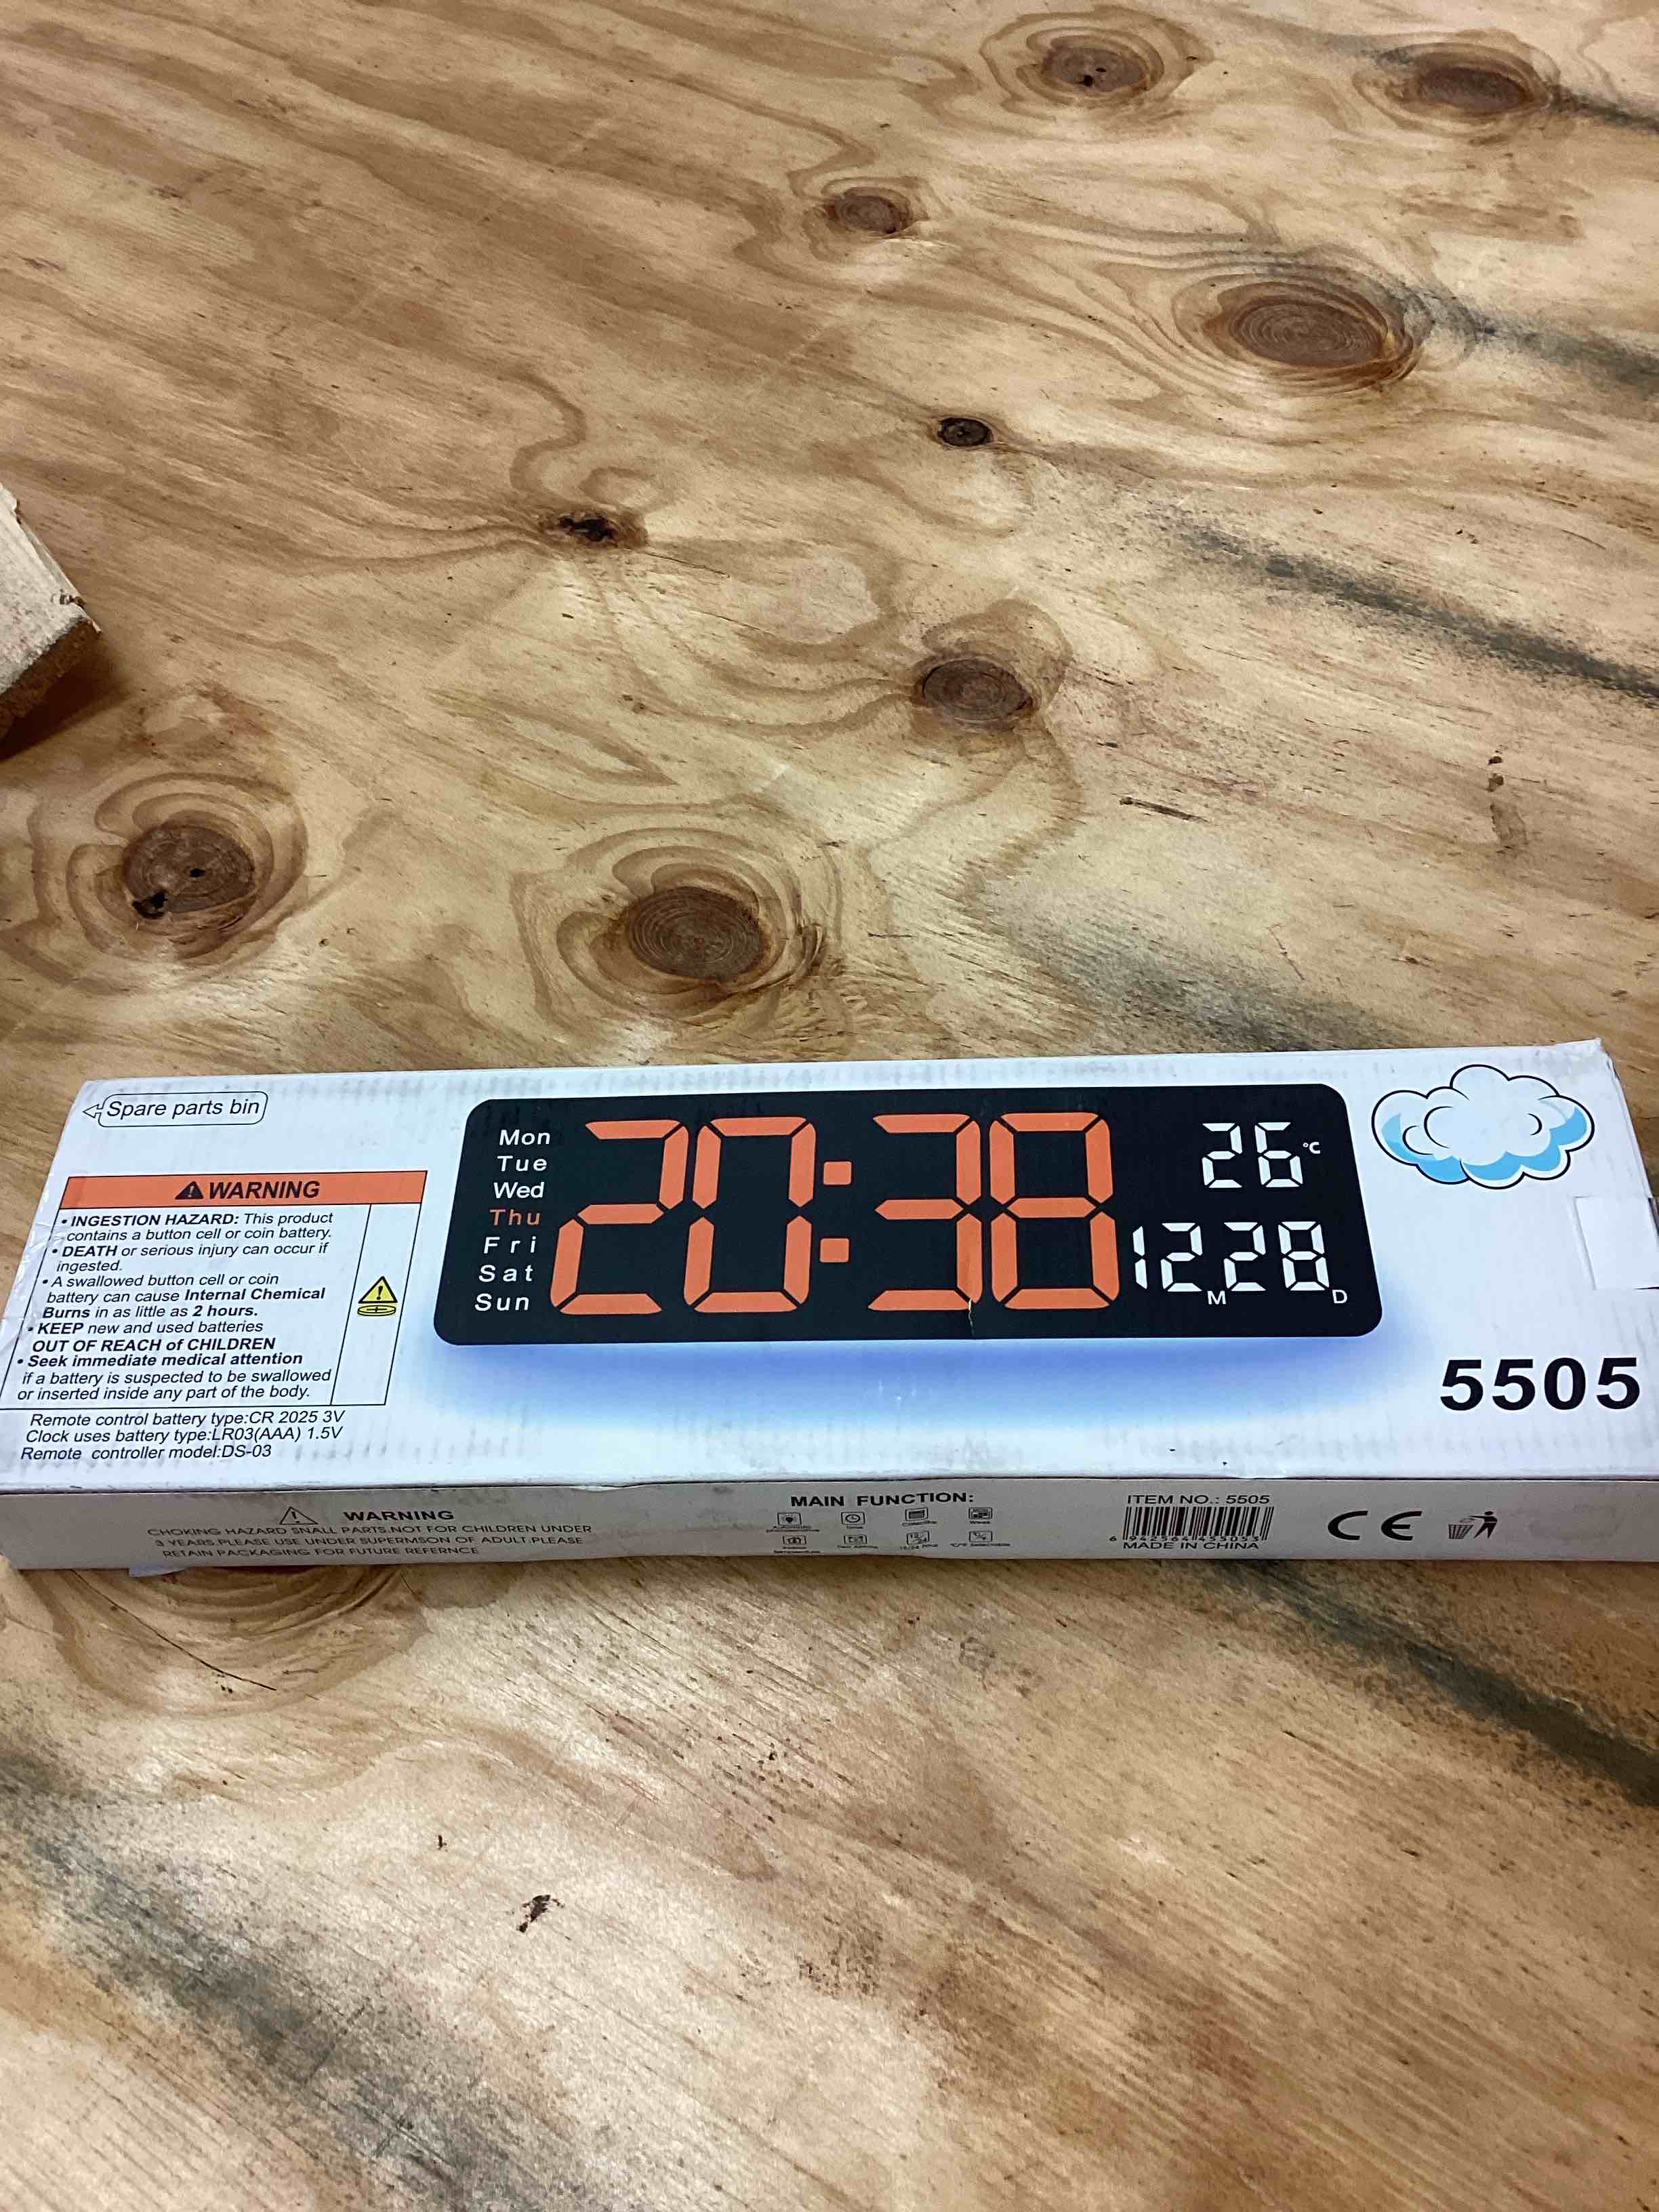 Spare parts bin
WARNING
• INGESTION HAZARD: This product
contains a button cell or coin battery.
• DEATH or serious injury can occur if
ingested.
• A swallowed button cell or coin
battery can cause Internal Chemical
Burns in as little as 2 hours.
• KEEP new and used batteries
OUT OF REACH of CHILDREN
• Seek immediate medical attention
if a battery is suspected to be swallowed
or inserted inside any part of the body.
Remote control battery type:CR 2025 3V
Clock uses battery type:LR03(AAA) 1.5V
Remote controller model:DS-03
Mon
Tue
Wed
Thu
Fri
Sat
Sun
20:38
26 °C
12 M 28 D
5505
WARNING
CHOKING HAZARD SNALL PARTS.NOT FOR CHILDREN UNDER
3 YEARS,PLEASE USE UNDER SUPERMSON OF ADULT.PLEASE
RETAIN PACKAGING FOR FUTURE REFERNCE
MAIN FUNCTION:
ITEM NO.: 5505
6 942564 455053
MADE IN CHINA
CE